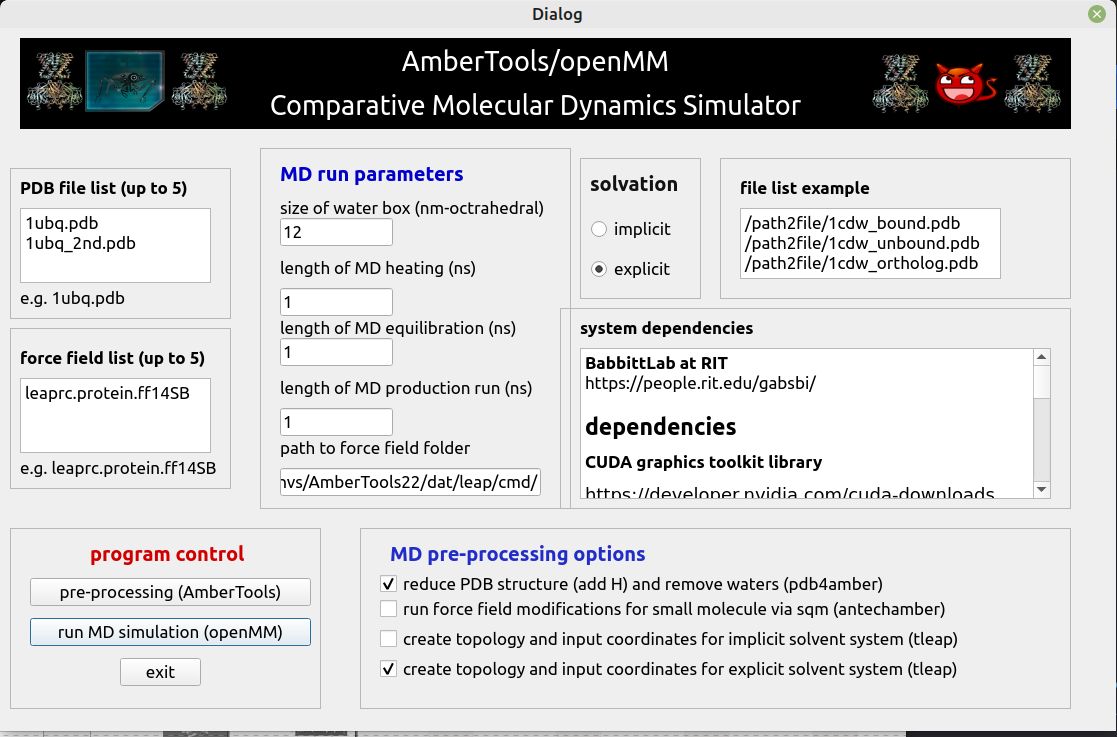 Dialog
AmberTools/openMM
Comparative Molecular Dynamics Simulator
PDB file list (up to 5)
1ubq.pdb
1ubq_2nd.pdb
e.g. 1ubq.pdb
force field list (up to 5)
leaprc.protein.ff14SB
e.g. leaprc.protein.ff14SB
MD run parameters
size of water box (nm-octrahedral)
12
length of MD heating (ns)
1
length of MD equilibration (ns)
1
length of MD production run (ns)
1
path to force field folder
nvs/AmberTools22/dat/leap/cmd/
solvation
implicit
explicit
file list example
/path2file/1cdw_bound.pdb
/path2file/1cdw_unbound.pdb
/path2file/1cdw_ortholog.pdb
system dependencies
BabbittLab at RIT
https://people.rit.edu/gabsbi/
dependencies
CUDA graphics toolkit library
https://developer.nvidia.com/cuda-downloads
program control
pre-processing (AmberTools)
run MD simulation (openMM)
exit
MD pre-processing options
reduce PDB structure (add H) and remove waters (pdb4amber)
run force field modifications for small molecule via sqm (antechamber)
create topology and input coordinates for implicit solvent system (tleap)
create topology and input coordinates for explicit solvent system (tleap)